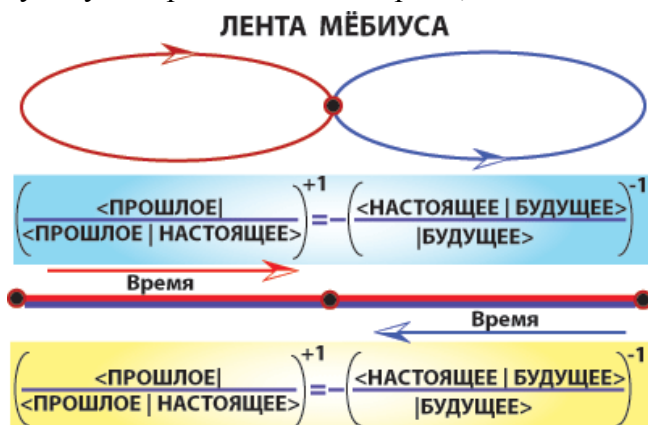 ЛЕНТА МЁБИУСА
(<ПРОШЛОЕ| / <ПРОШЛОЕ | НАСТОЯЩЕЕ>)+1=-(<НАСТОЯЩЕЕ | БУДУЩЕЕ> / |БУДУЩЕЕ>)-1
Время
Время
(<ПРОШЛОЕ| / <ПРОШЛОЕ | НАСТОЯЩЕЕ>)+1=-(<НАСТОЯЩЕЕ | БУДУЩЕЕ> / |БУДУЩЕЕ>)-1